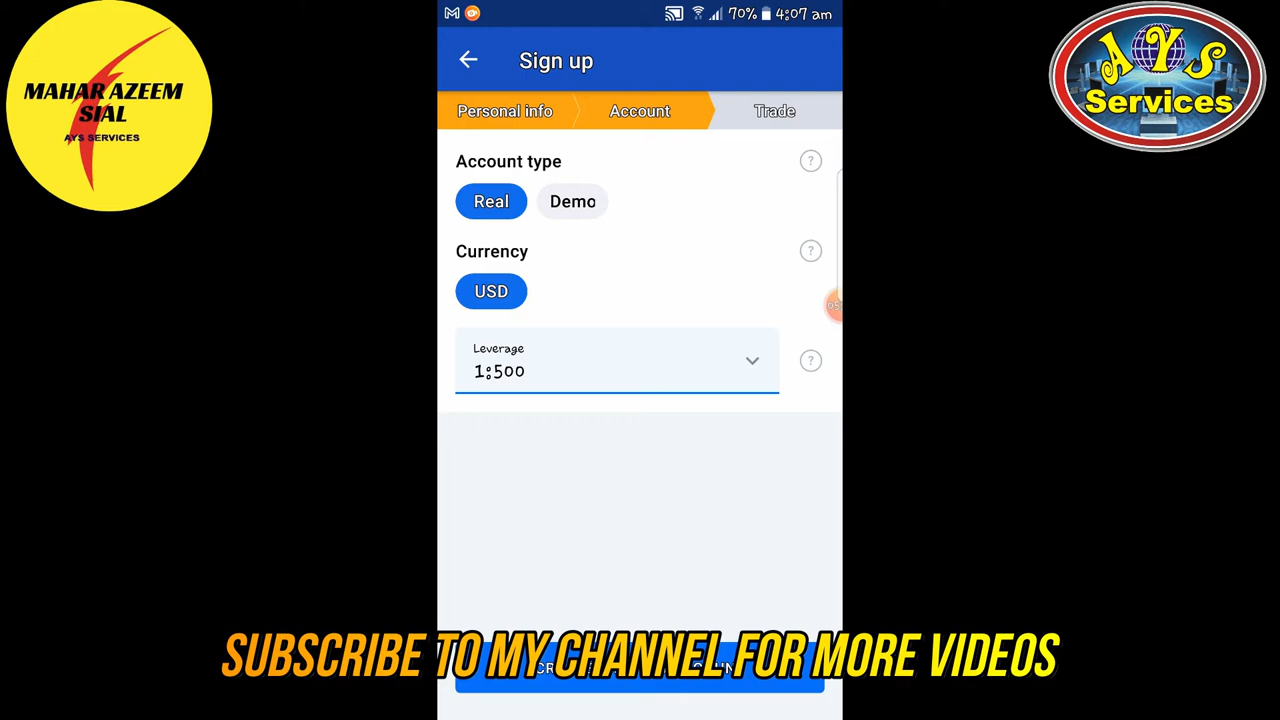 MAHAR AZEEM
SIAL
AYS SERVICES
70% 4:07 am
Sign up
Personal info Account Trade
Account type ?
Real Demo
Currency ?
USD
Leverage
1:500 ?
SUBSCRIBE TO MY CHANNEL FOR MORE VIDEOS
AYS
Services